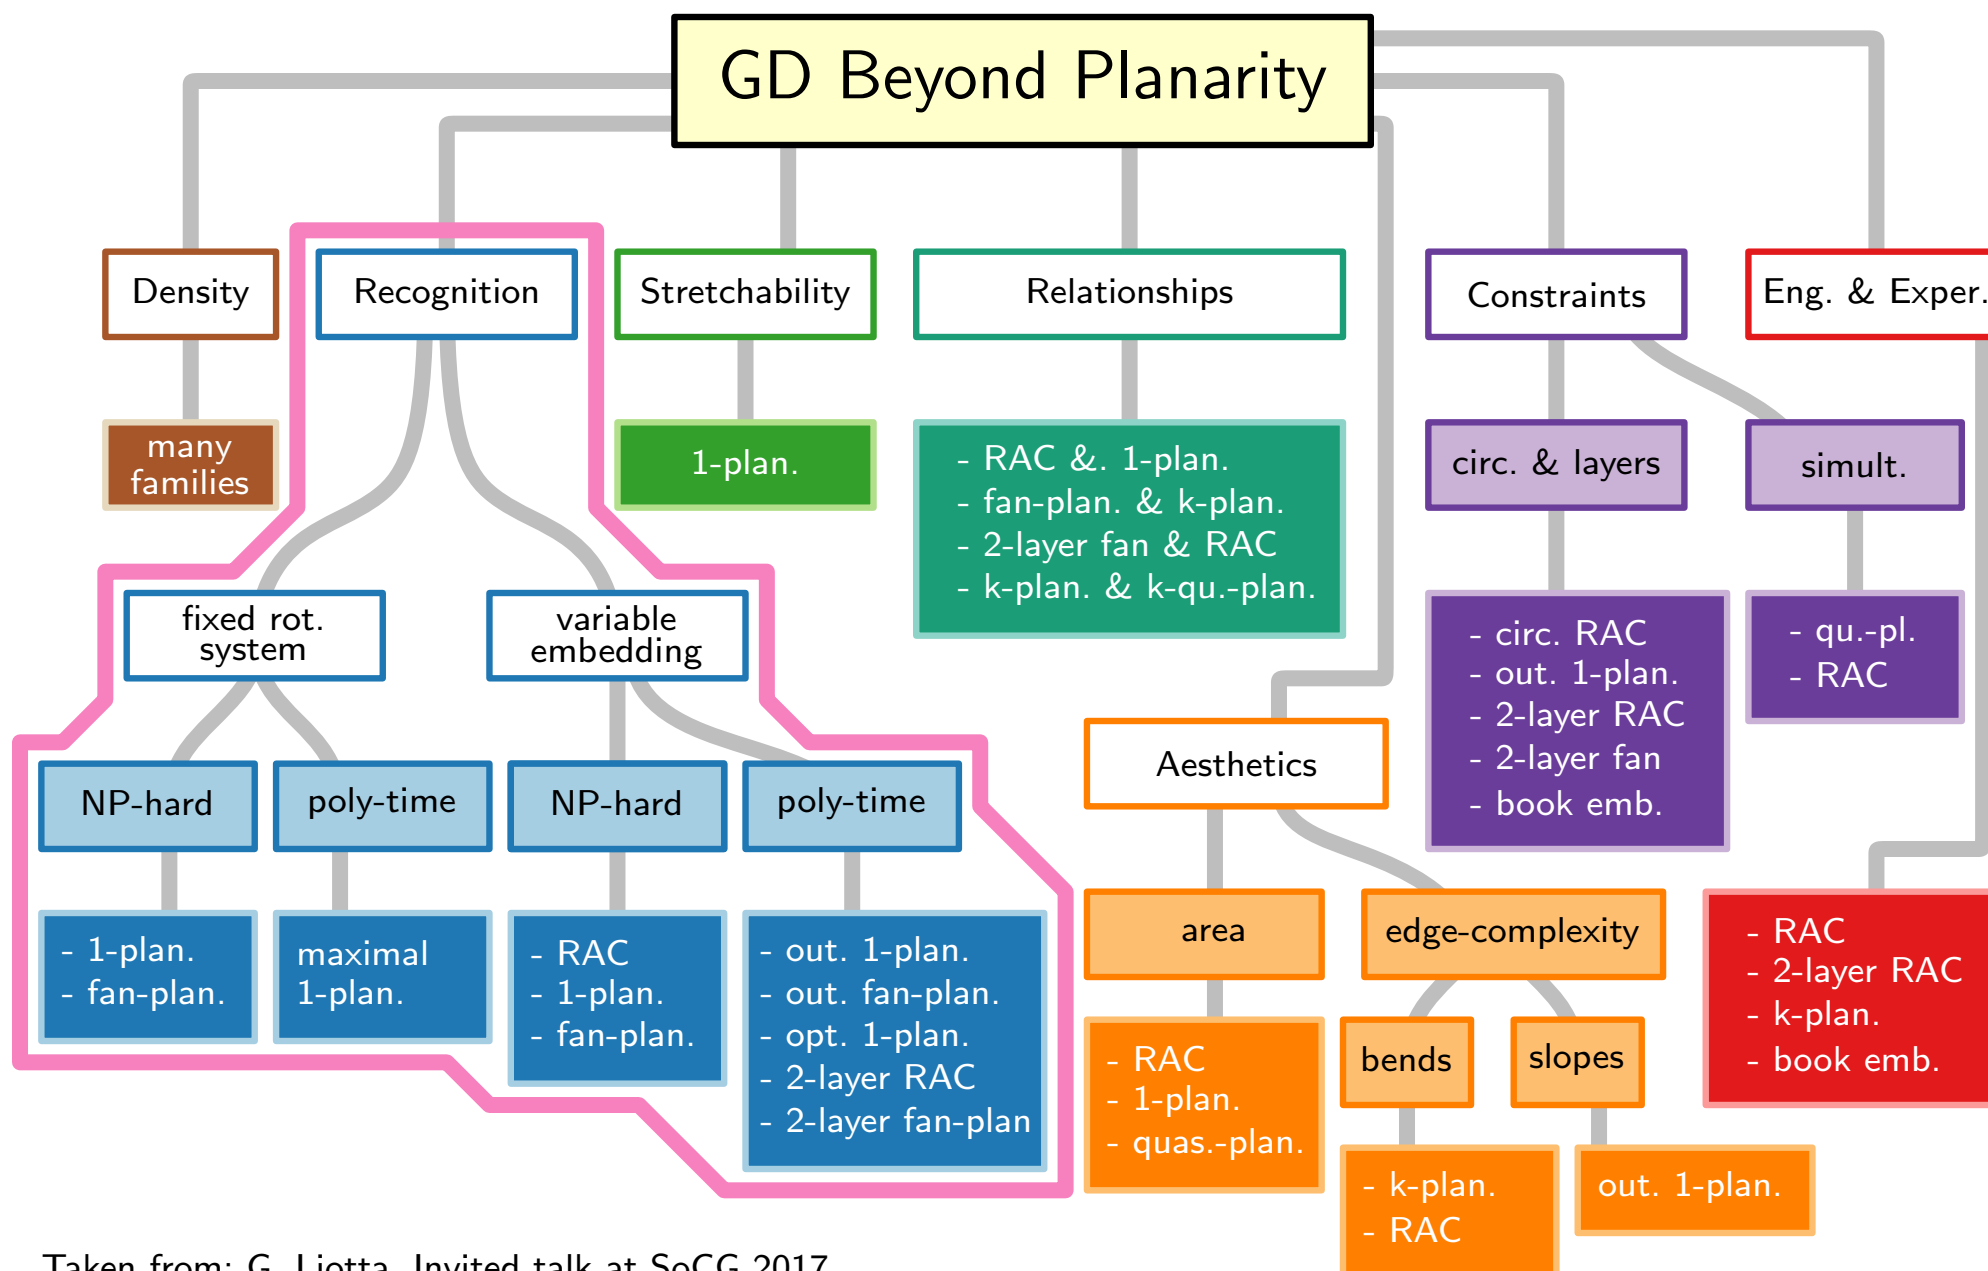 GD Beyond Planarity
Density
Recognition
Stretchability
Relationships
Constraints
Eng. & Exper.
many
families
1-plan.
- RAC &. 1-plan.
- fan-plan. & k-plan.
- 2-layer fan & RAC
- k-plan. & k-qu.-plan.
circ. & layers
simult.
fixed rot.
system
variable
embedding
- circ. RAC
- out. 1-plan.
- 2-layer RAC
- 2-layer fan
- book emb.
- qu.-pl.
- RAC
Aesthetics
NP-hard
poly-time
NP-hard
poly-time
- 1-plan.
- fan-plan.
maximal
1-plan.
- RAC
- 1-plan.
- fan-plan.
- out. 1-plan.
- out. fan-plan.
- opt. 1-plan.
- 2-layer RAC
- 2-layer fan-plan
area
edge-complexity
- RAC
- 2-layer RAC
- k-plan.
- book emb.
- RAC
- 1-plan.
- quas.-plan.
bends
slopes
- k-plan.
- RAC
out. 1-plan.
Taken from: G. Liotta, Invited talk at SoCG 2017